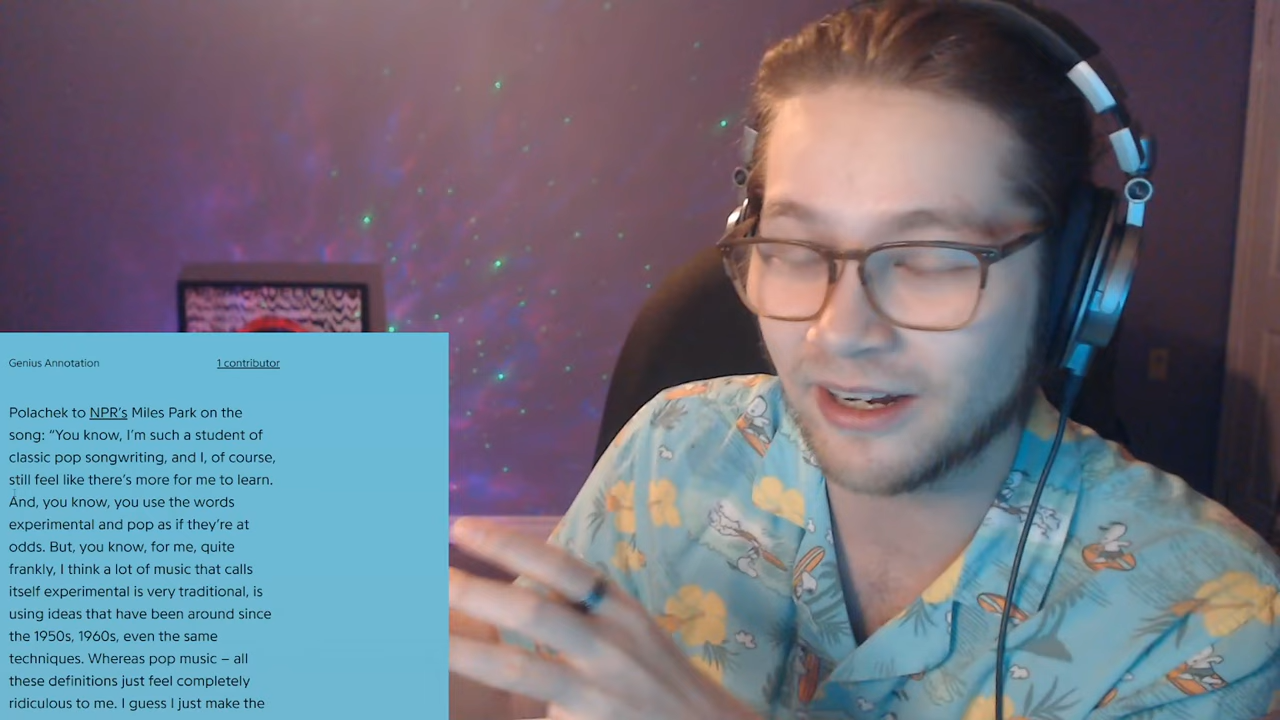 Genius Annotation 1 contributor
Polachek to NPR's Miles Park on the
song: “You know, I'm such a student of
classic pop songwriting, and I, of course,
still feel like there's more for me to learn.
And, you know, you use the words
experimental and pop as if they're at
odds. But, you know, for me, quite
frankly, I think a lot of music that calls
itself experimental is very traditional, is
using ideas that have been around since
the 1950s, 1960s, even the same
techniques. Whereas pop music – all
these definitions just feel completely
ridiculous to me. I guess I just make the